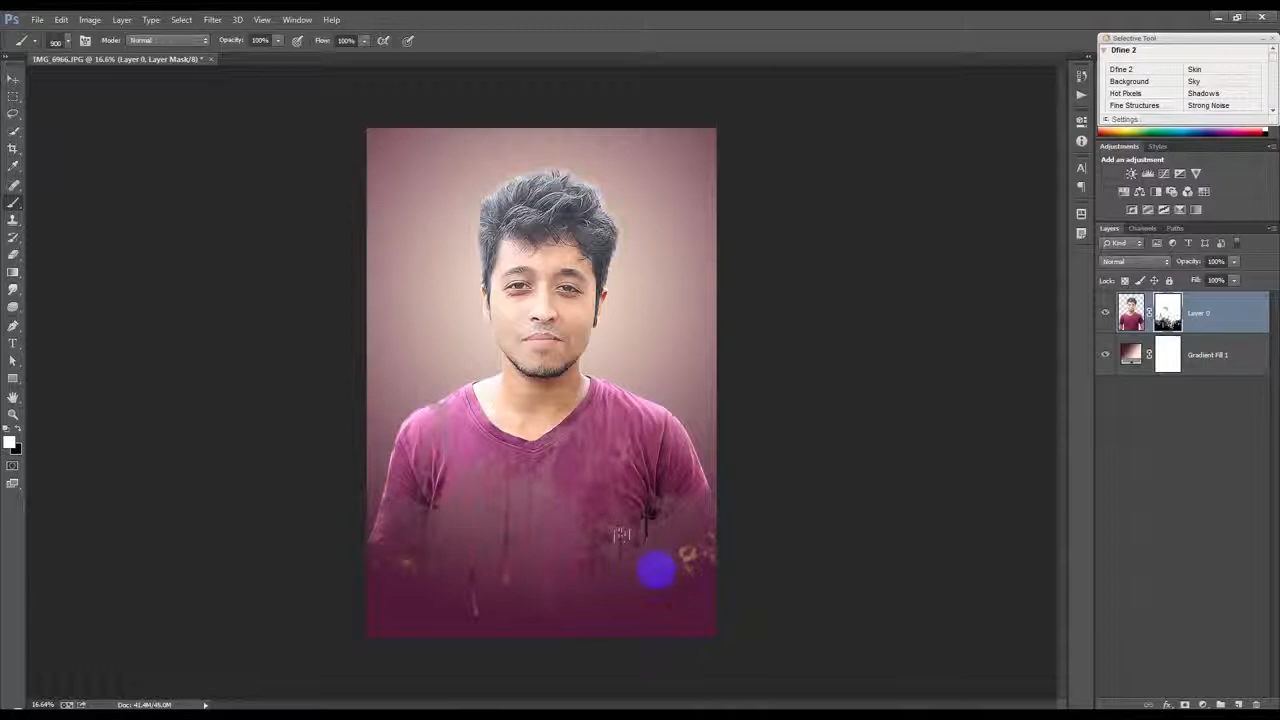 Ps File Edit Image Layer Type Select Filter 3D View Window Help
900 Mode: Normal Opacity: 100% Flow: 100%
IMG_6966.JPG @ 16.6% (Layer 0, Layer Mask/8) * ×
Selective Tool
Dfine 2
Dfine 2 Skin
Background Sky
Hot Pixels Shadows
Fine Structures Strong Noise
Settings
Adjustments Styles
Add an adjustment
Layers Channels Paths
Kind
Normal Opacity: 100%
Lock: Fill: 100%
Layer 0
Gradient Fill 1
16.64% Doc: 41.4M/45.0M